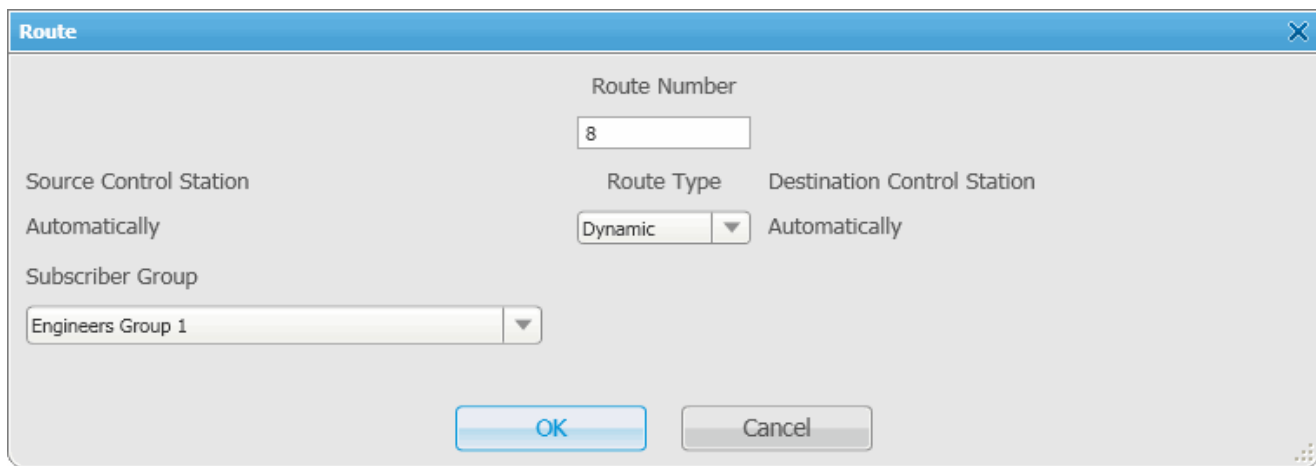 Route
Route Number
8
Source Control Station
Route Type
Destination Control Station
Automatically
Dynamic
Automatically
Subscriber Group
Engineers Group 1
OK
Cancel